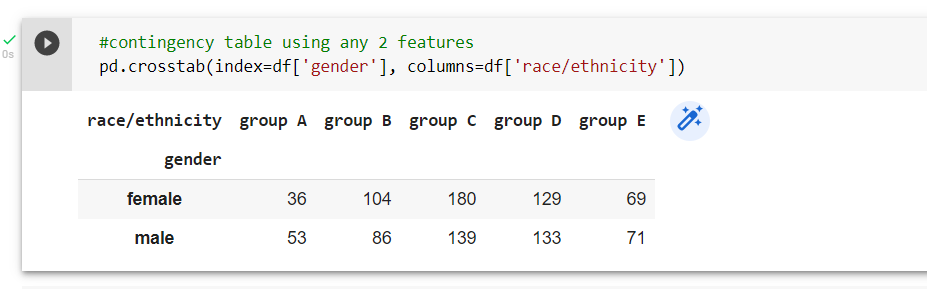 0s
#contingency table using any 2 features
pd.crosstab(index=df['gender'], columns=df['race/ethnicity'])
race/ethnicity group A group B group C group D group E
gender
female 36 104 180 129 69
male 53 86 139 133 71